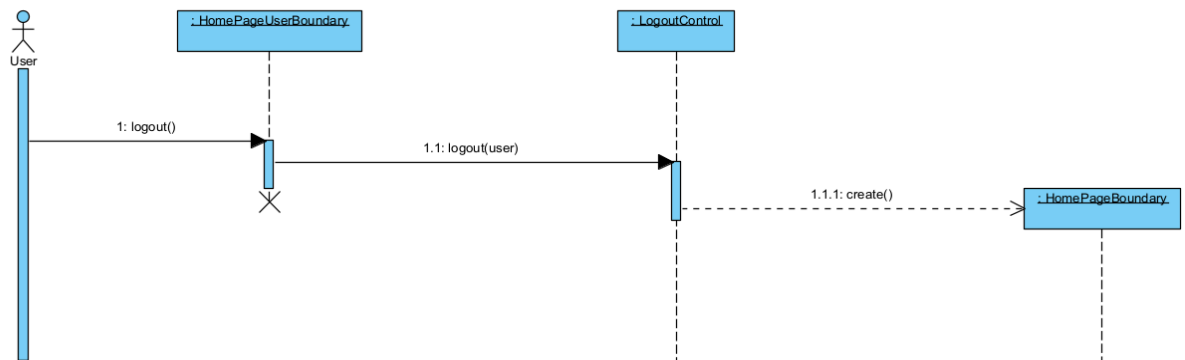 : HomePageUserBoundary
: LogoutControl
User
1: logout()
1.1: logout(user)
1.1.1: create()
: HomePageBoundary